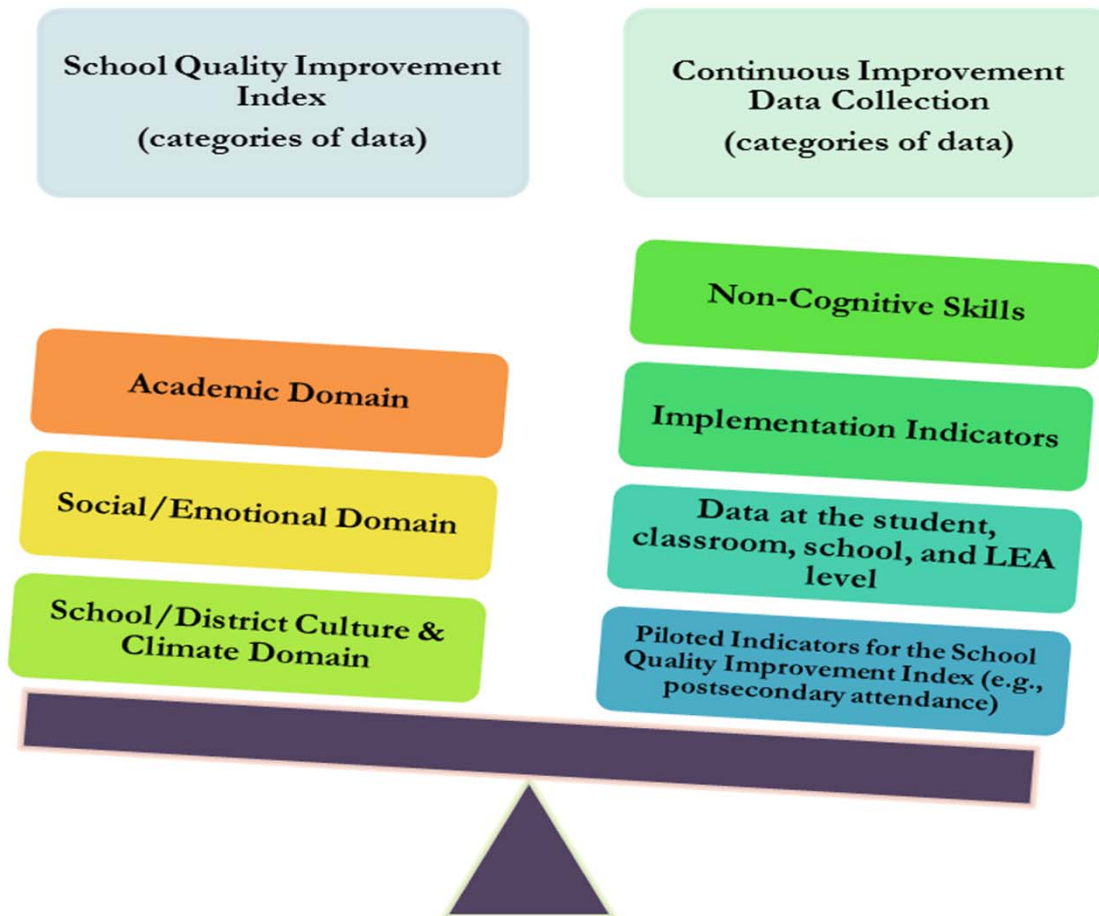 School Quality Improvement
Index
(categories of data)
Continuous Improvement
Data Collection
(categories of data)
Academic Domain
Social/Emotional Domain
School/District Culture &
Climate Domain
Non-Cognitive Skills
Implementation Indicators
Data at the student,
classroom, school, and LEA
level
Piloted Indicators for the School
Quality Improvement Index (e.g.,
postsecondary attendance)